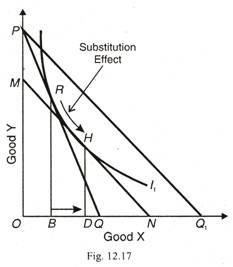 P
Substitution
Effect
M
R
H
Good Y
I₁
O
B
D
Q
N
Q₁
Good X
Fig. 12.17